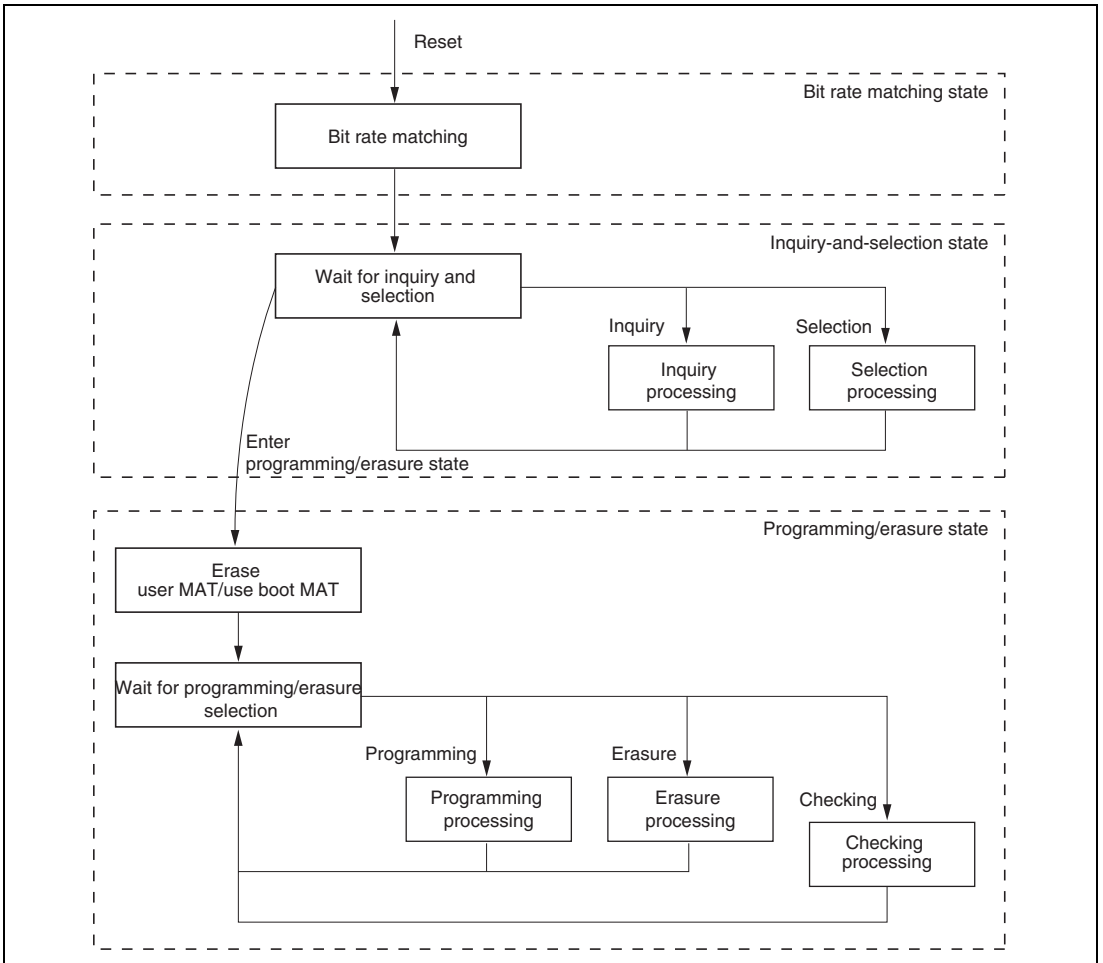 Reset
Bit rate matching state
Bit rate matching
Inquiry-and-selection state
Wait for inquiry and
selection
Inquiry
Selection
Inquiry
processing
Selection
processing
Enter
programming/erasure state
Programming/erasure state
Erase
user MAT/use boot MAT
Wait for programming/erasure
selection
Programming
Erasure
Checking
Programming
processing
Erasure
processing
Checking
processing